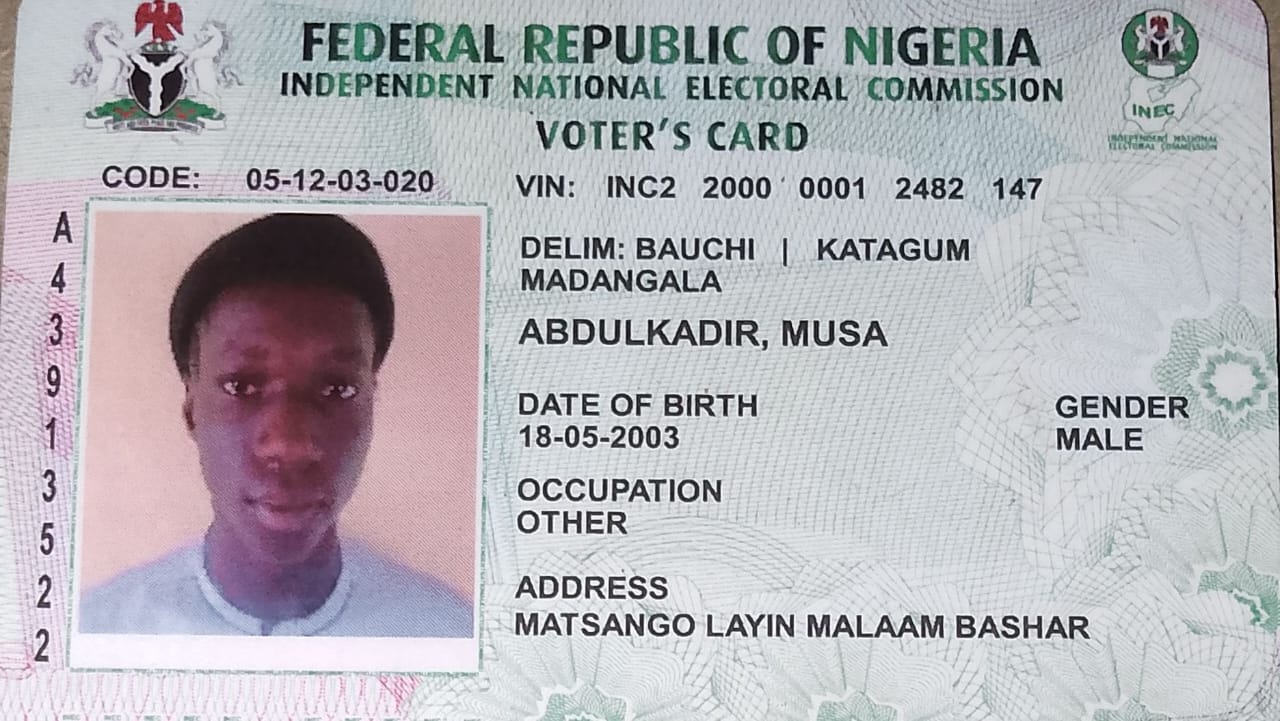 FEDERAL REPUBLIC OF NIGERIA
INDEPENDENT NATIONAL ELECTORAL COMMISSION
VOTER'S CARD
INEC
INDEPENDENT NATIONAL
ELECTORAL COMMISSION
CODE: 05-12-03-020
VIN: INC2 2000 0001 2482 147
A
4
3
9
1
3
5
2
2
DELIM: BAUCHI | KATAGUM
MADANGALA
ABDULKADIR, MUSA
DATE OF BIRTH
18-05-2003
GENDER
MALE
OCCUPATION
OTHER
ADDRESS
MATSANGO LAYIN MALAAM BASHAR